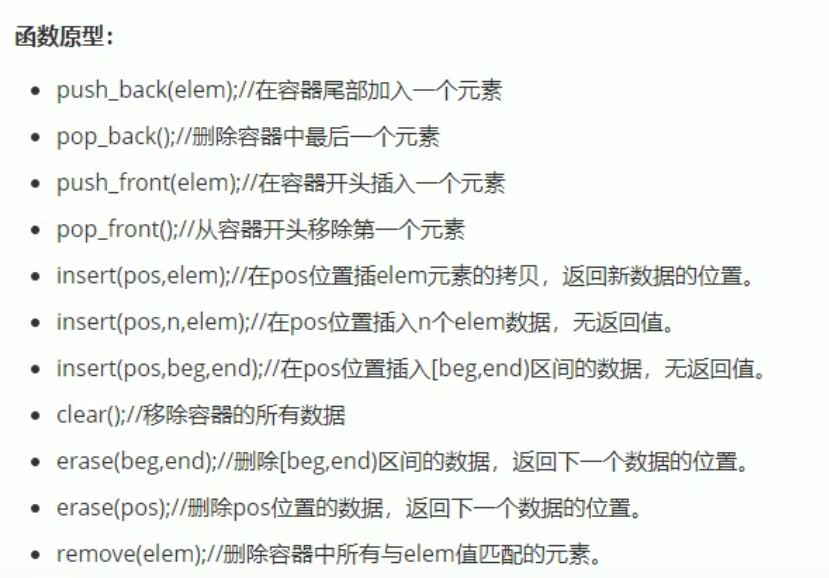 函数原型：
• push_back(elem);//在容器尾部加入一个元素
• pop_back();//删除容器中最后一个元素
• push_front(elem);//在容器开头插入一个元素
• pop_front();//从容器开头移除第一个元素
• insert(pos,elem);//在pos位置插elem元素的拷贝，返回新数据的位置。
• insert(pos,n,elem);//在pos位置插入n个elem数据，无返回值。
• insert(pos,beg,end);//在pos位置插入[beg,end)区间的数据，无返回值。
• clear();//移除容器的所有数据
• erase(beg,end);//删除[beg,end)区间的数据，返回下一个数据的位置。
• erase(pos);//删除pos位置的数据，返回下一个数据的位置。
• remove(elem);//删除容器中所有与elem值匹配的元素。